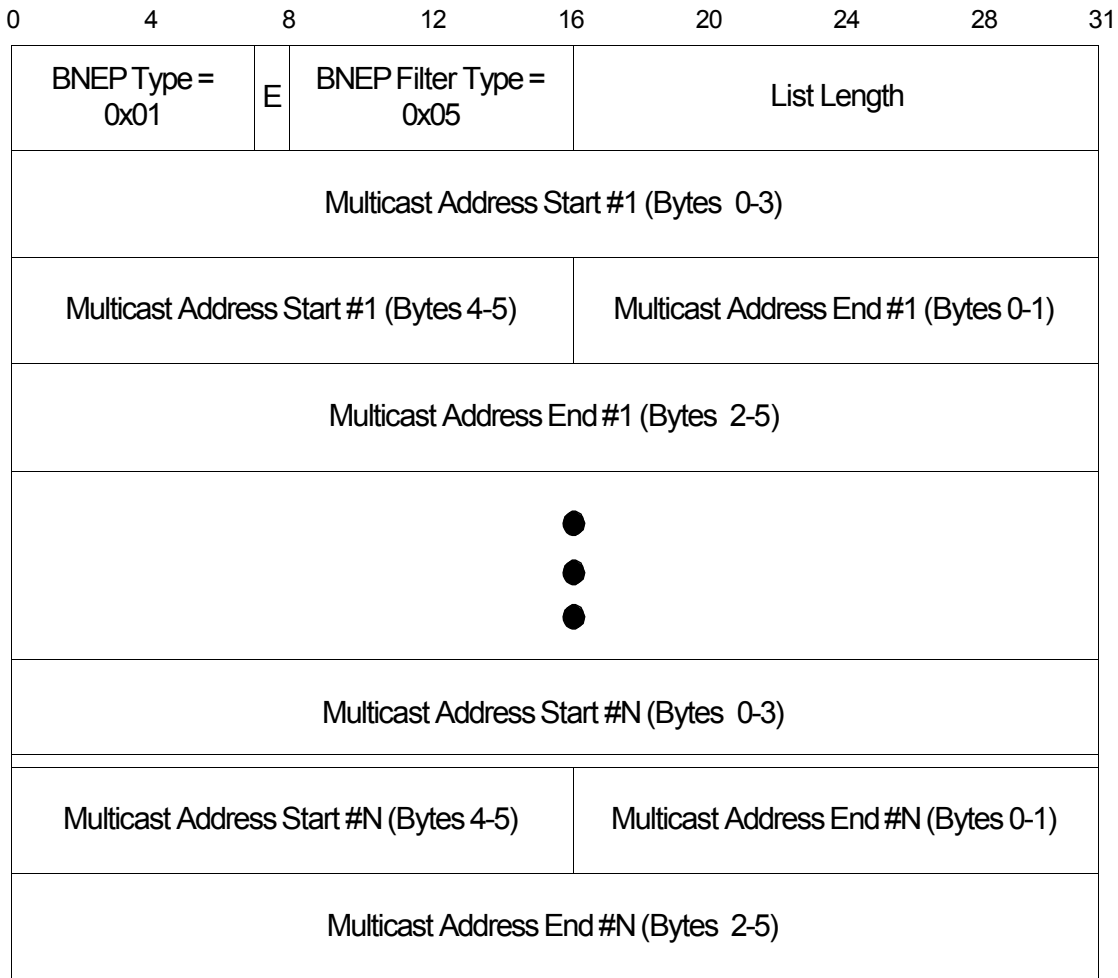 0 4 8 12 16 20 24 28 31
BNEP Type =
0x01
E
BNEP Filter Type =
0x05
List Length
Multicast Address Start #1 (Bytes 0-3)
Multicast Address Start #1 (Bytes 4-5)
Multicast Address End #1 (Bytes 0-1)
Multicast Address End #1 (Bytes 2-5)
Multicast Address Start #N (Bytes 0-3)
Multicast Address Start #N (Bytes 4-5)
Multicast Address End #N (Bytes 0-1)
Multicast Address End #N (Bytes 2-5)